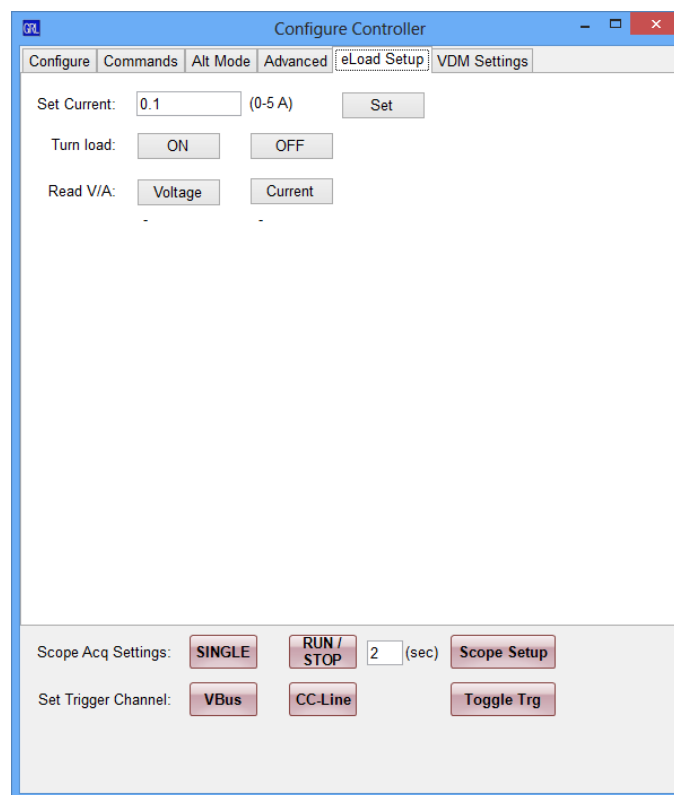 GRL Configure Controller
Configure Commands Alt Mode Advanced eLoad Setup VDM Settings
Set Current: 0.1 (0-5 A) Set
Turn load: ON OFF
Read V/A: Voltage Current
- -
Scope Acq Settings: SINGLE RUN / STOP 2 (sec) Scope Setup
Set Trigger Channel: VBus CC-Line Toggle Trg